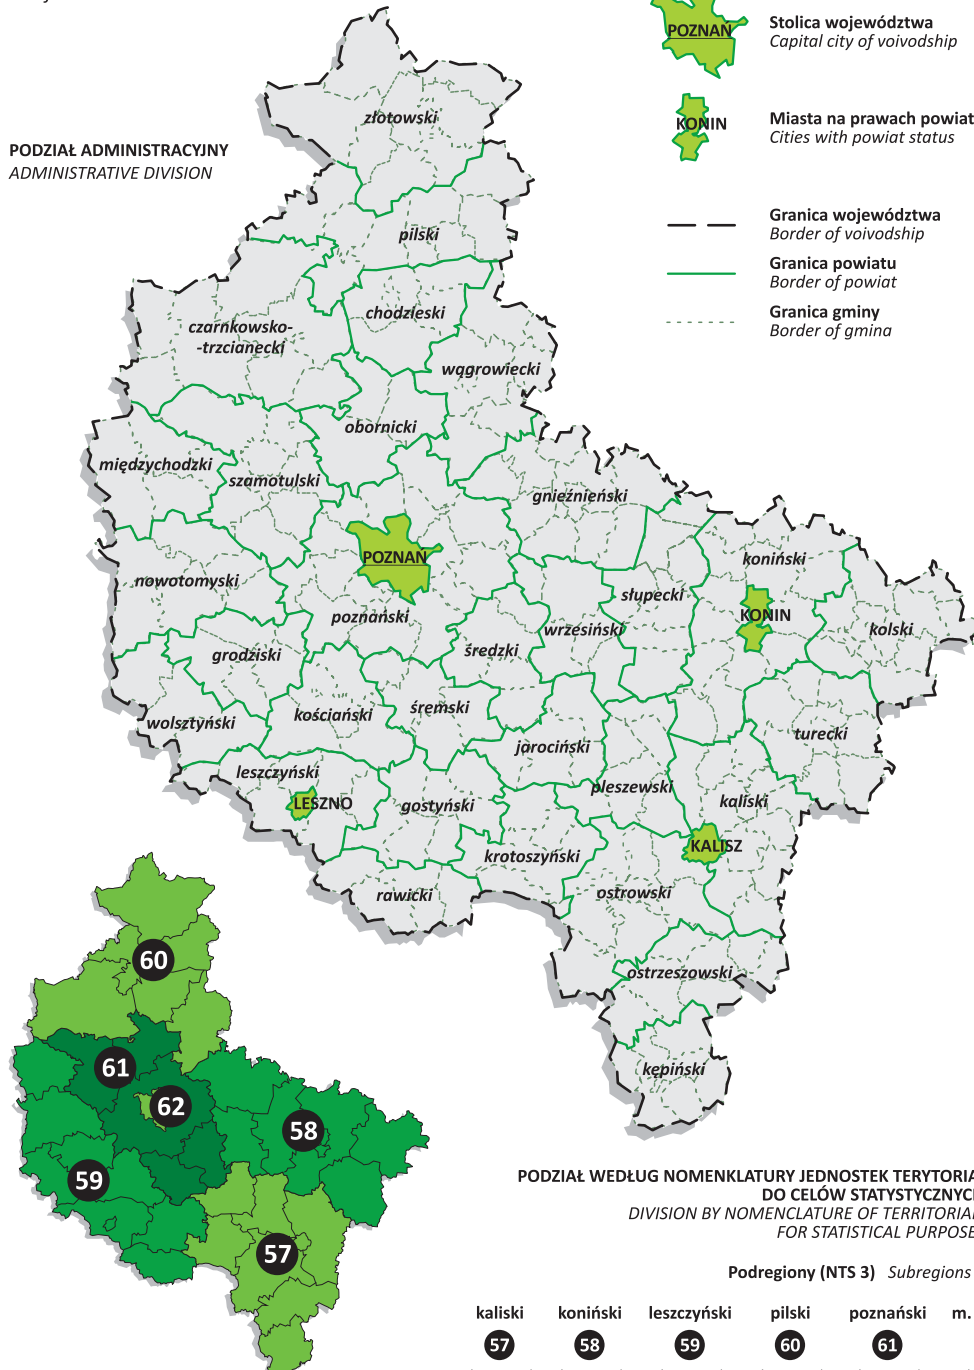 POZNAŃ
Stolica województwa
Capital city of voivodship
KONIN
Miasta na prawach powiat
Cities with powiat status
PODZIAŁ ADMINISTRACYJNY
ADMINISTRATIVE DIVISION
Granica województwa
Border of voivodship
Granica powiatu
Border of powiat
Granica gminy
Border of gmina
złotowski
pilski
chodzieski
czarnkowsko-
-trzcianecki
wągrowiecki
obornicki
międzychodzki
szamotulski
gnieźnieński
POZNAŃ
koniński
nowotomyski
słupecki
poznański
KONIN
wrzesiński
kolski
średzki
grodziski
śremski
kościański
wolsztyński
turecki
jarociński
leszczyński
pleszewski
LESZNO
gostyński
kaliski
KALISZ
krotoszyński
rawicki
ostrowski
ostrzeszowski
kępiński
60
61
62
58
59
57
PODZIAŁ WEDŁUG NOMENKLATURY JEDNOSTEK TERYTORIA
DO CELÓW STATYSTYCZNYC
DIVISION BY NOMENCLATURE OF TERRITORIA
FOR STATISTICAL PURPOSE
Podregiony (NTS 3) Subregions
kaliski koniński leszczyński pilski poznański m.
57 58 59 60 61